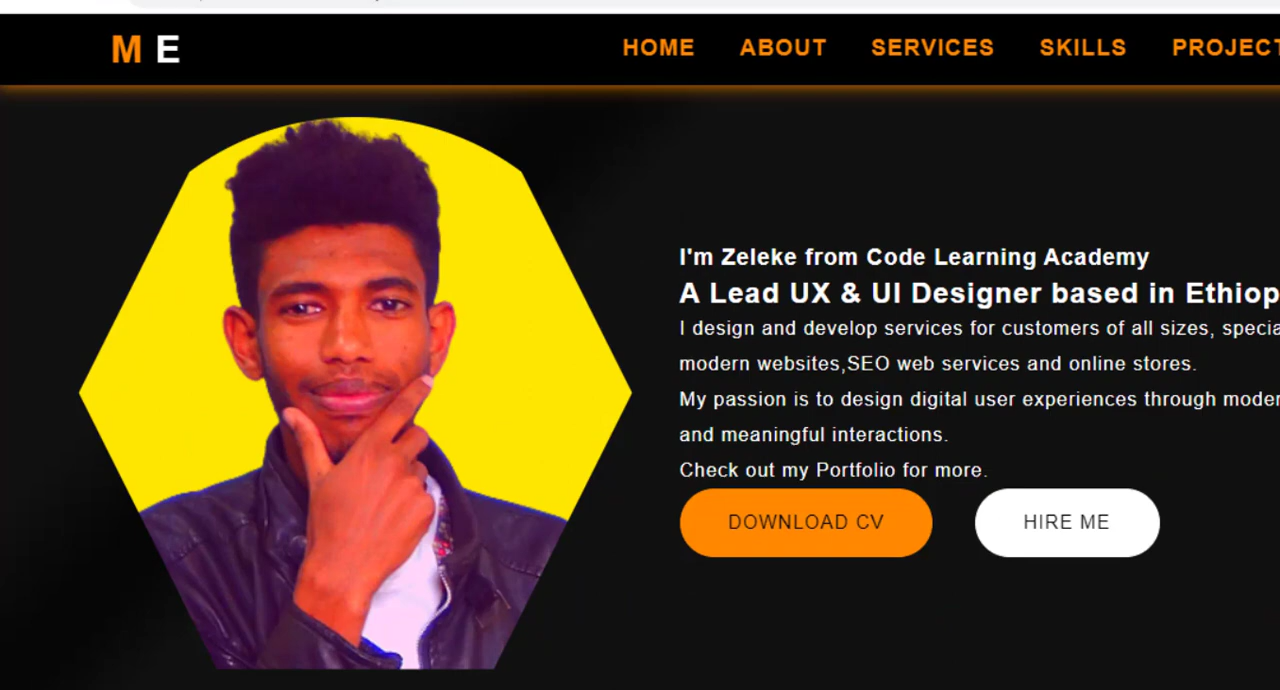 M E
HOME ABOUT SERVICES SKILLS PROJECT
I'm Zeleke from Code Learning Academy
A Lead UX & UI Designer based in Ethiop
I design and develop services for customers of all sizes, specia
modern websites,SEO web services and online stores.
My passion is to design digital user experiences through moder
and meaningful interactions.
Check out my Portfolio for more.
DOWNLOAD CV HIRE ME